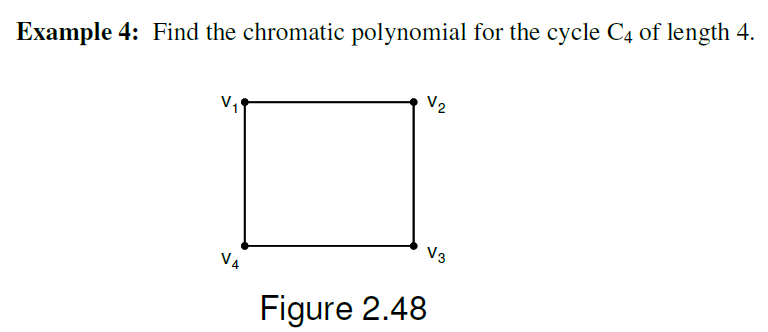 Example 4: Find the chromatic polynomial for the cycle C₄ of length 4.
V₁ V₂
V₄ V₃
Figure 2.48